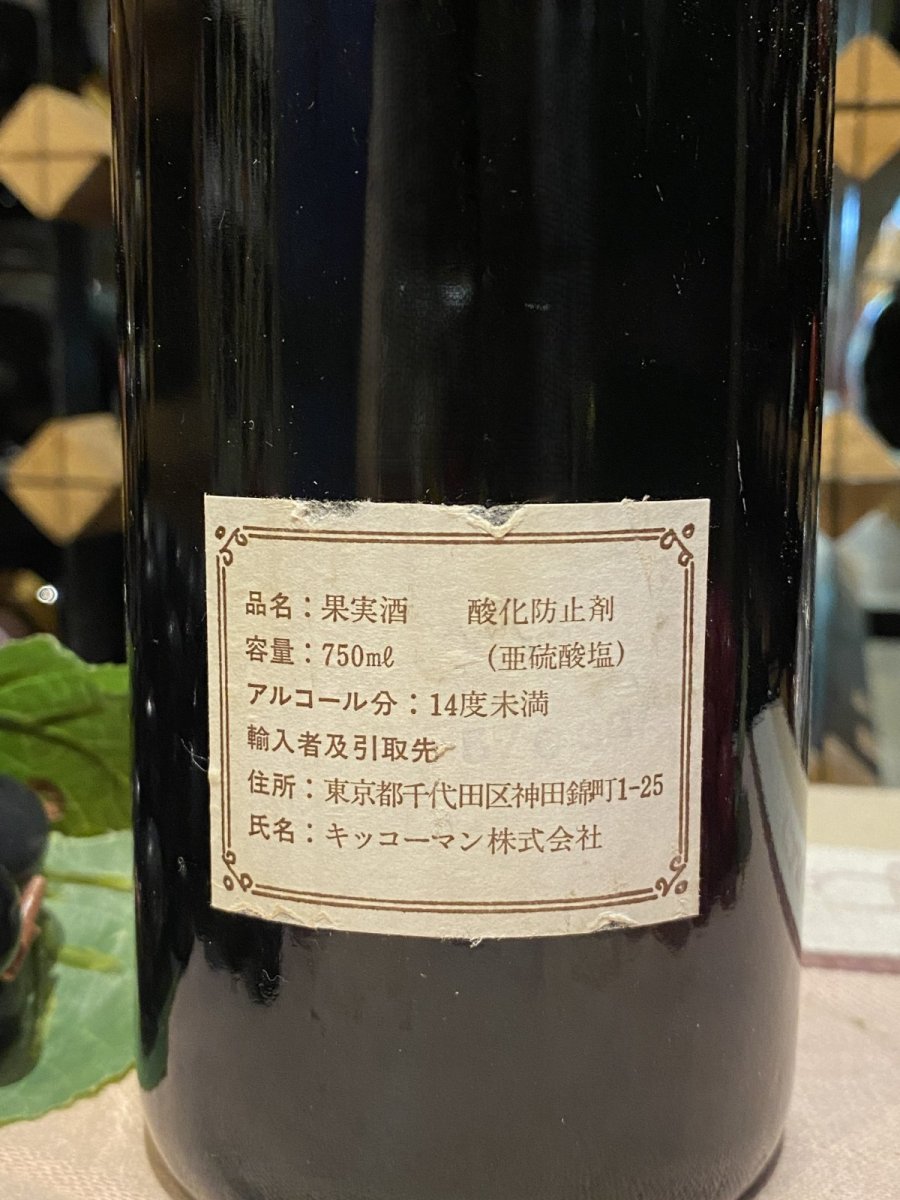 品名：果実酒　酸化防止剤
容量：750㎖　(亜硫酸塩)
アルコール分：14度未満
輸入者及引取先
住所：東京都千代田区神田錦町1-25
氏名：キッコーマン株式会社